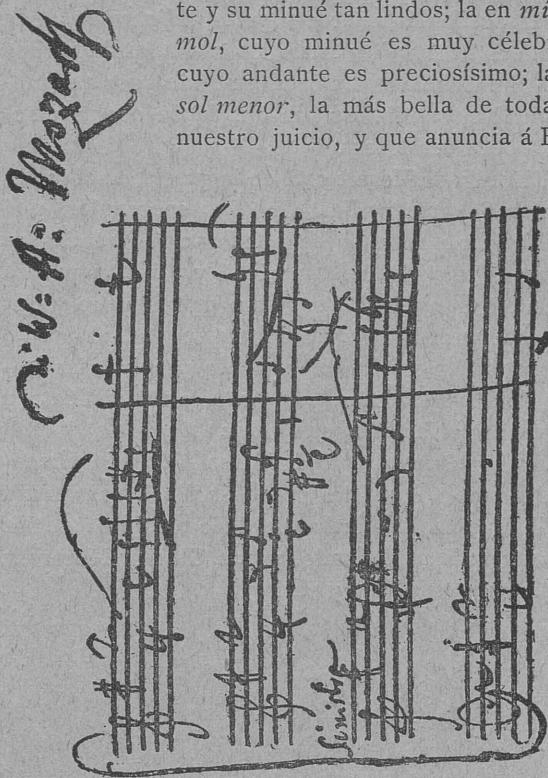 te y su minué tan lindos; la en mi
mol, cuyo minué es muy céleb
cuyo andante es preciosísimo; la
sol menor, la más bella de toda
nuestro juicio, y que anuncia á
W: A: Mozart